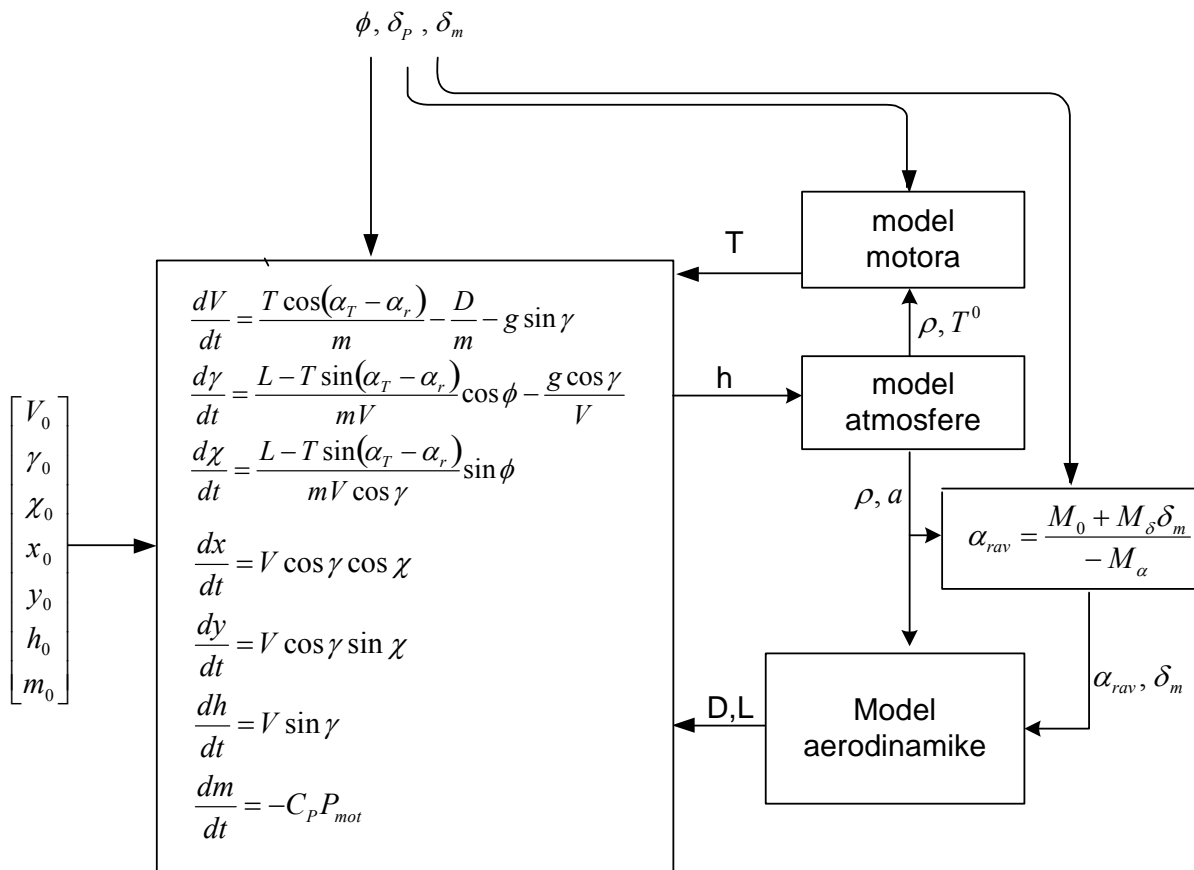 ϕ, δ_P , δ_m
model
motora
T
ρ, T^0
dV/dt = T cos(α_T − α_r)/m − D/m − g sin γ
dγ/dt = (L − T sin(α_T − α_r))/(mV) cos ϕ − g cos γ/V
dχ/dt = (L − T sin(α_T − α_r))/(mV cos γ) sin ϕ
dx/dt = V cos γ cos χ
dy/dt = V cos γ sin χ
dh/dt = V sin γ
dm/dt = −C_P P_mot
h
model
atmosfere
V_0
γ_0
χ_0
x_0
y_0
h_0
m_0
ρ, a
α_rav = (M_0 + M_δ δ_m)/(− M_α)
α_rav, δ_m
D,L
Model
aerodinamike